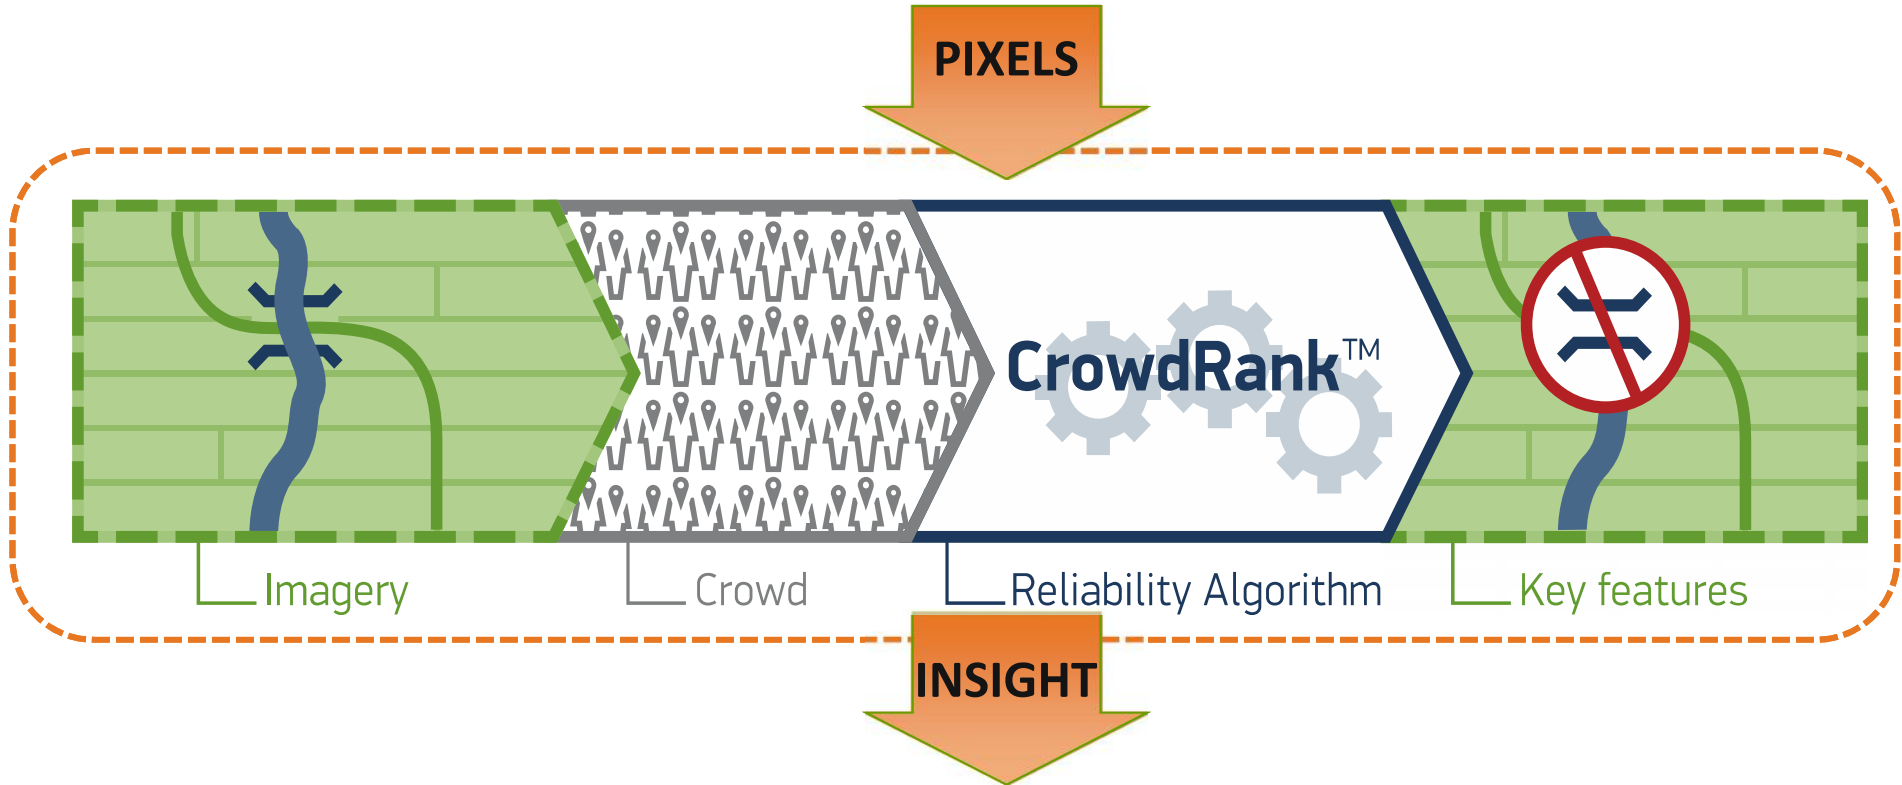 PIXELS
CrowdRank™
Imagery
Crowd
Reliability Algorithm
Key features
INSIGHT